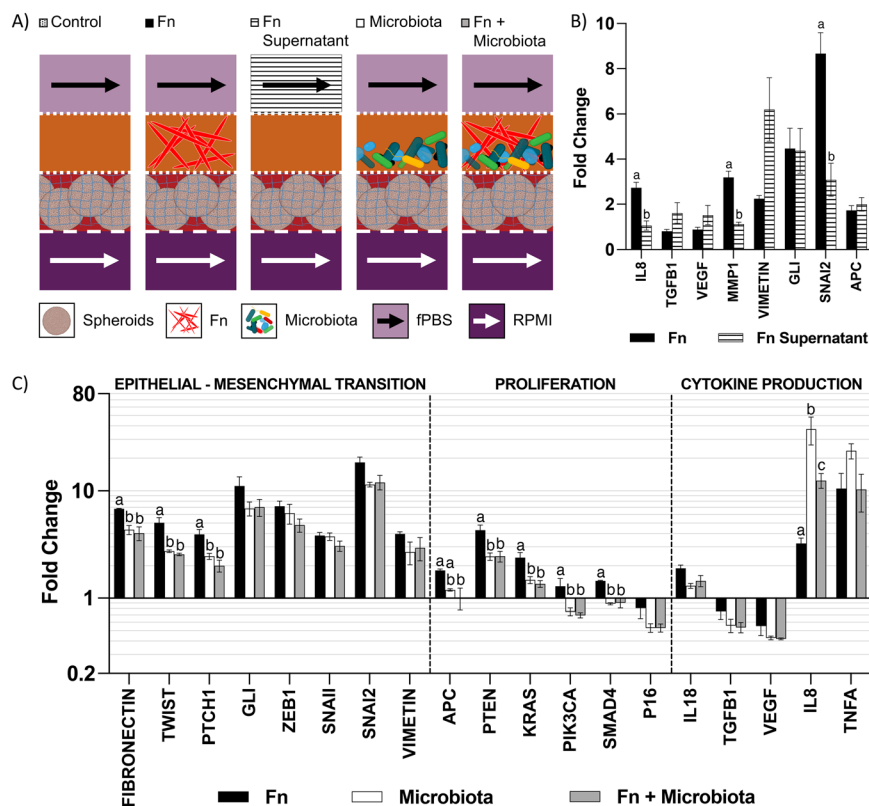 A)
Control
Fn
Fn
Supernatant
Microbiota
Fn +
Microbiota
Spheroids
Fn
Microbiota
fPBS
RPMI
B)
Fold Change
10
8
6
4
2
0
a
b
a
b
a
b
IL8
TGFB1
VEGF
MMP1
VIMETIN
GLI
SNAI2
APC
Fn
Fn Supernatant
C)
EPITHELIAL - MESENCHYMAL TRANSITION
PROLIFERATION
CYTOKINE PRODUCTION
Fold Change
80
10
1
0.2
a
b b
a
b b
a
b b
a
b b
a
b b
a
b b
a
b b
a
b b
a
b
c
FIBRONECTIN
TWIST
PTCH1
GLI
ZEB1
SNAII
SNAI2
VIMETIN
APC
PTEN
KRAS
PIK3CA
SMAD4
P16
IL18
TGFB1
VEGF
IL8
TNFA
Fn
Microbiota
Fn + Microbiota